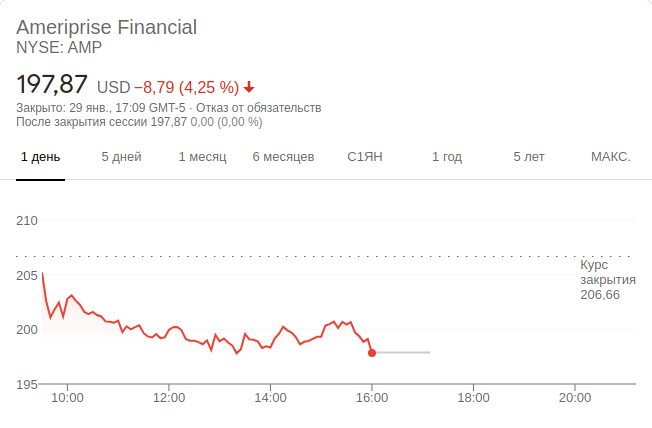 Ameriprise Financial
NYSE: AMP
197,87 USD −8,79 (4,25 %)
Закрыто: 29 янв., 17:09 GMT-5 · Отказ от обязательств
После закрытия сессии 197,87 0,00 (0,00 %)
1 день 5 дней 1 месяц 6 месяцев С1ЯН 1 год 5 лет МАКС.
210
Курс
закрытия
206,66
205
200
195
10:00 12:00 14:00 16:00 18:00 20:00